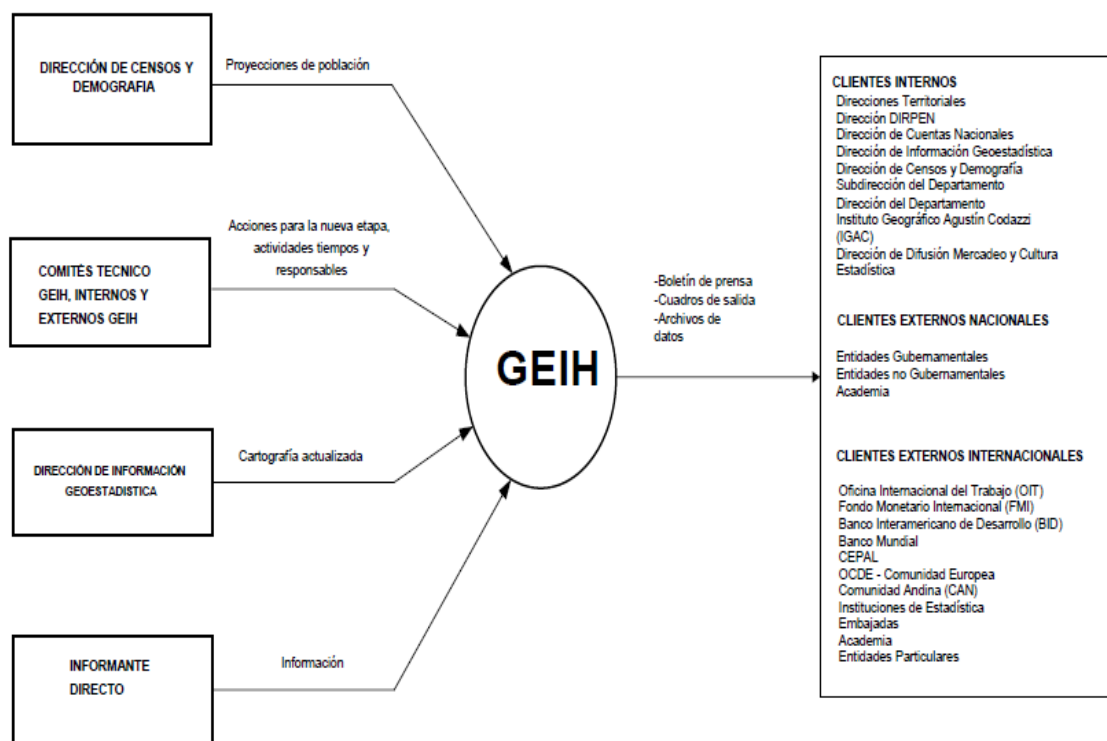 DIRECCIÓN DE CENSOS Y
DEMOGRAFIA
Proyecciones de población
COMITÉS TECNICO
GEIH, INTERNOS Y
EXTERNOS GEIH
Acciones para la nueva etapa,
actividades tiempos y
responsables
DIRECCIÓN DE INFORMACIÓN
GEOESTADISTICA
Cartografía actualizada
INFORMANTE
DIRECTO
Información
GEIH
-Boletín de prensa
-Cuadros de salida
-Archivos de
datos
CLIENTES INTERNOS
Direciones Territoriales
Dirección DIRPEN
Dirección de Cuentas Nacionales
Dirección de Información Geoestadística
Dirección de Censos y Demografía
Subdirección del Departamento
Dirección del Departamento
Instituto Geográfico Agustín Codazzi
(IGAC)
Dirección de Difusión Mercadeo y Cultura
Estadística
CLIENTES EXTERNOS NACIONALES
Entidades Gubernamentales
Entidades no Gubernamentales
Academia
CLIENTES EXTERNOS INTERNACIONALES
Oficina Internacional del Trabajo (OIT)
Fondo Monetario Internacional (FMI)
Banco Interamericano de Desarrollo (BID)
Banco Mundial
CEPAL
OCDE - Comunidad Europea
Comunidad Andina (CAN)
Instituciones de Estadística
Embajadas
Academia
Entidades Particulares